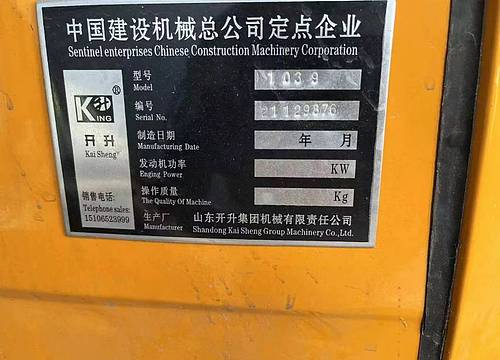 中国建设机械总公司定点企业
Sentinel enterprises Chinese Construction Machinery Corporation
型号 1039
Model
编号 21129876
Serial No.
制造日期 年 月
Manufacturing Date
发动机功率 KW
Enging Power
操作质量 Kg
The Quality Of Machine
生产厂 山东开升集团机械有限责任公司
Manufacturer Shandong Kai Sheng Group Machinery Co.,Ltd.
K升 ®
ING
开升
Kai Sheng
销售电话:
Telephone sales:
15106523999